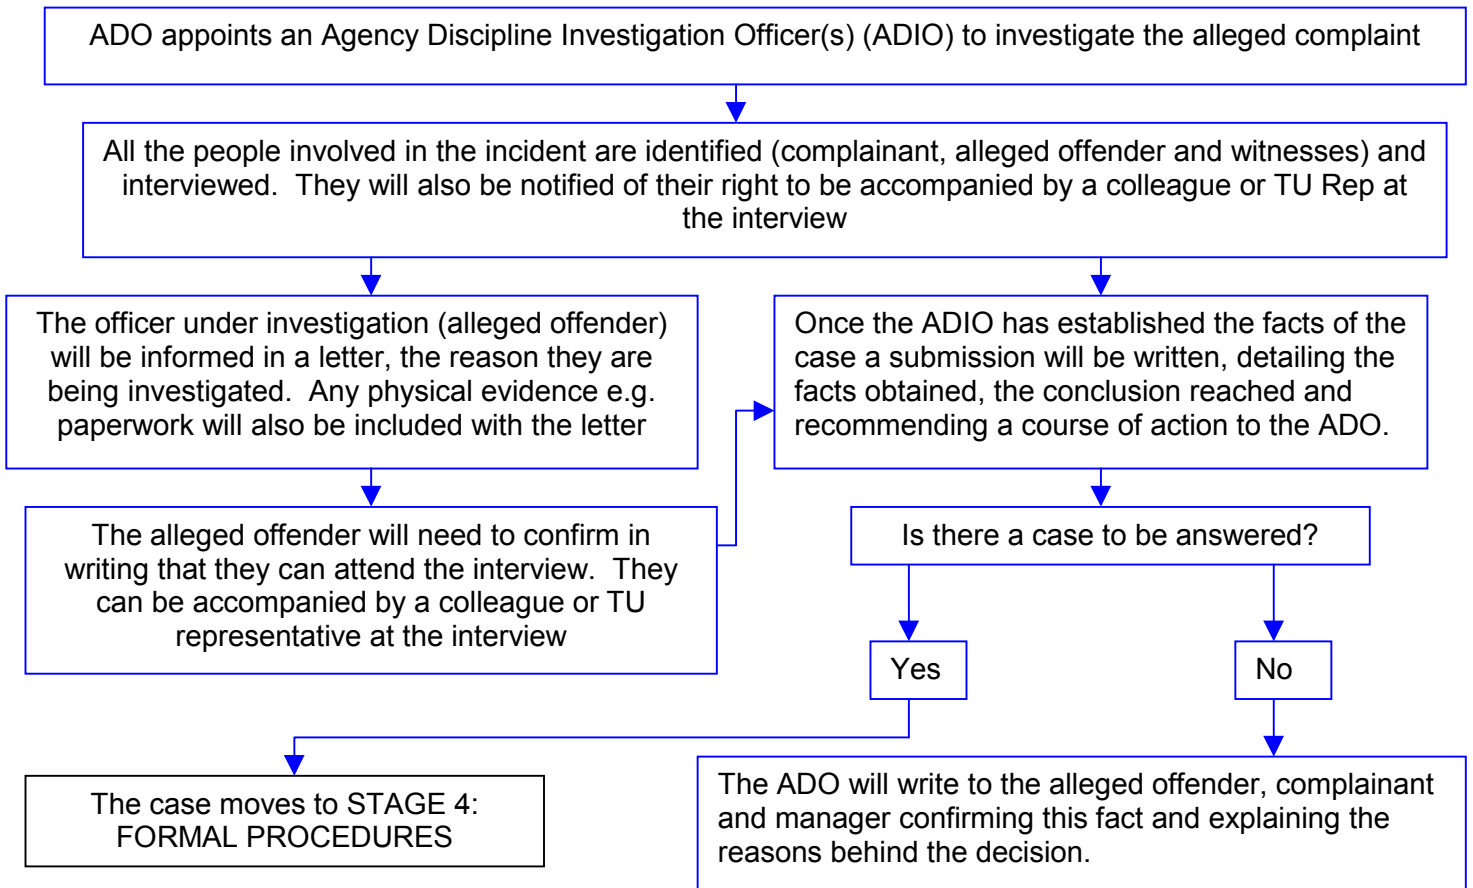 ADO appoints an Agency Discipline Investigation Officer(s) (ADIO) to investigate the alleged complaint
All the people involved in the incident are identified (complainant, alleged offender and witnesses) and
interviewed.  They will also be notified of their right to be accompanied by a colleague or TU Rep at
the interview
The officer under investigation (alleged offender)
will be informed in a letter, the reason they are
being investigated.  Any physical evidence e.g.
paperwork will also be included with the letter
Once the ADIO has established the facts of the
case a submission will be written, detailing the
facts obtained, the conclusion reached and
recommending a course of action to the ADO.
The alleged offender will need to confirm in
writing that they can attend the interview.  They
can be accompanied by a colleague or TU
representative at the interview
Is there a case to be answered?
Yes
No
The case moves to STAGE 4:
FORMAL PROCEDURES
The ADO will write to the alleged offender, complainant
and manager confirming this fact and explaining the
reasons behind the decision.